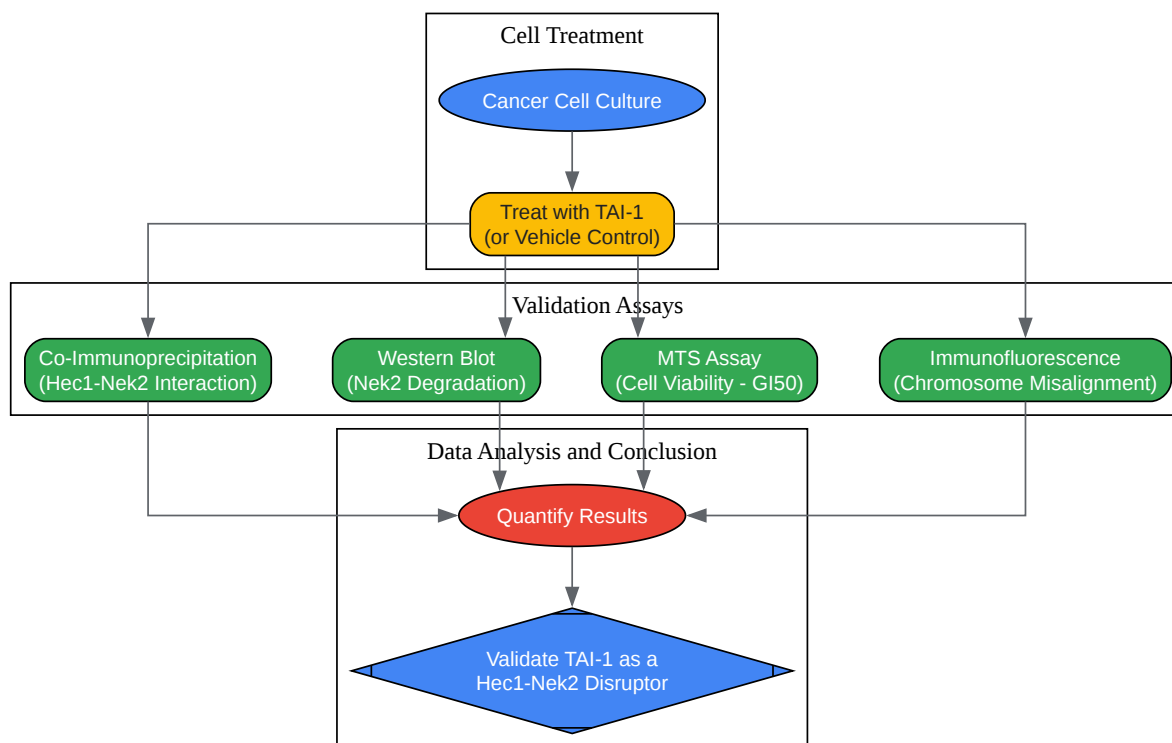 Cell Treatment
Cancer Cell Culture
Treat with TAI-1
(or Vehicle Control)
Validation Assays
Co-Immunoprecipitation
(Hec1-Nek2 Interaction)
Western Blot
(Nek2 Degradation)
MTS Assay
(Cell Viability - GI50)
Immunofluorescence
(Chromosome Misalignment)
Data Analysis and Conclusion
Quantify Results
Validate TAI-1 as a
Hec1-Nek2 Disruptor